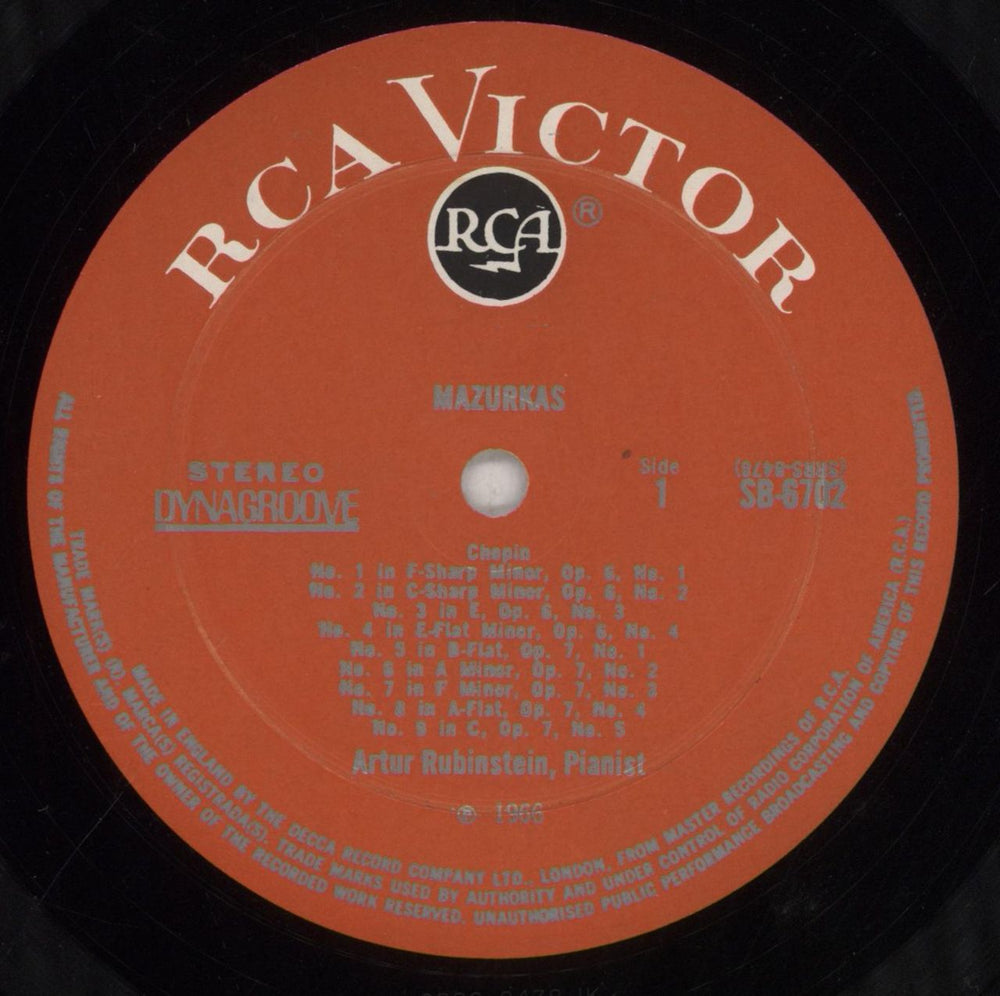 RCA VICTOR
RCA ®
MAZURKAS
STEREO
DYNAGROOVE
Side
1
(SRRS-8476)
SB-6702
Chopin
No. 1 in F-Sharp Minor, Op. 6, No. 1
No. 2 in C-Sharp Minor, Op. 6, No. 2
No. 3 in E, Op. 6, No. 3
No. 4 in E-Flat Minor, Op. 6, No. 4
No. 5 in B-Flat, Op. 7, No. 1
No. 6 in A Minor, Op. 7, No. 2
No. 7 in F Minor, Op. 7, No. 3
No. 8 in A-Flat, Op. 7, No. 4
No. 9 in C, Op. 7, No. 5
Artur Rubinstein, Pianist
℗ 1966
MADE IN ENGLAND BY THE DECCA RECORD COMPANY LTD., LONDON, FROM MASTER RECORDINGS OF R.C.A.
TRADE MARK(S) (R) MARCA(S) REGISTRADA(S). TRADE MARKS USED BY AUTHORITY AND UNDER CONTROL OF RADIO CORPORATION OF AMERICA (R.C.A.)
ALL RIGHTS OF THE MANUFACTURER AND OF THE OWNER OF THE RECORDED WORK RESERVED. UNAUTHORISED PUBLIC PERFORMANCE BROADCASTING AND COPYING OF THIS RECORD PROHIBITED